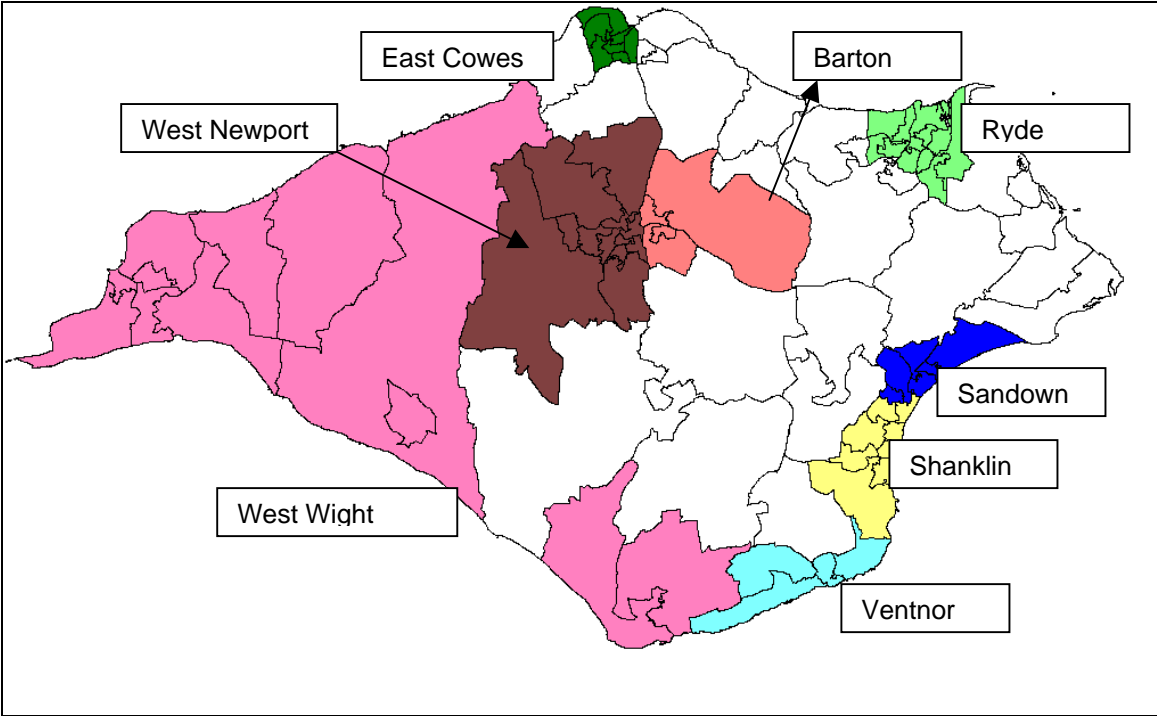 East Cowes
Barton
West Newport
Ryde
Sandown
Shanklin
West Wight
Ventnor